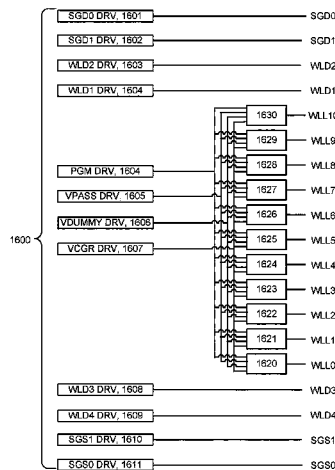 SGD0 DRV, 1601 SGD0
SGD1 DRV, 1602 SGD1
WLD2 DRV, 1603 WLD2
WLD1 DRV, 1604 WLD1
1630 WLL10
1629 WLL9
1628 WLL8
PGM DRV, 1604
1627 WLL7
VPASS DRV, 1605
1626 WLL6
VDUMMY DRV, 1606
1600
1625 WLL5
VCGR DRV, 1607
1624 WLL4
1623 WLL3
1622 WLL2
1621 WLL1
1620 WLL0
WLD3 DRV, 1608 WLD3
WLD4 DRV, 1609 WLD4
SGS1 DRV, 1610 SGS1
SGS0 DRV, 1611 SGS0